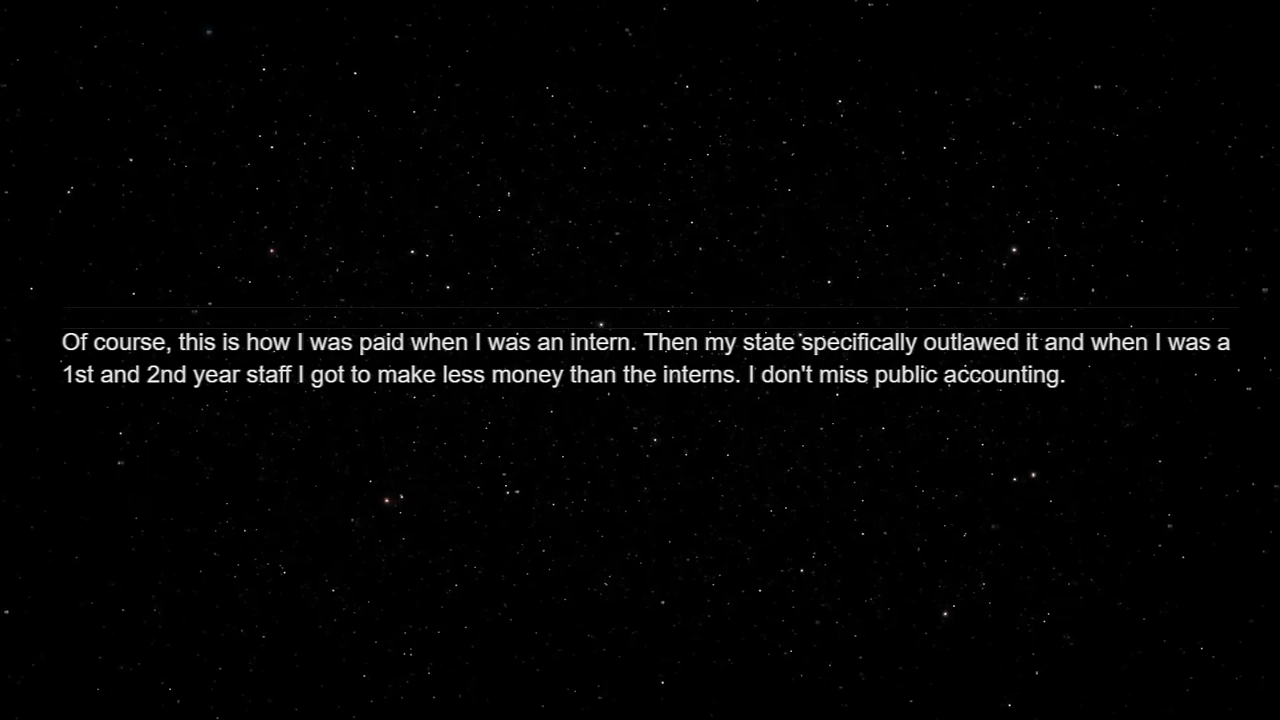 Of course, this is how I was paid when I was an intern. Then my state specifically outlawed it and when I was a
1st and 2nd year staff I got to make less money than the interns. I don't miss public accounting.